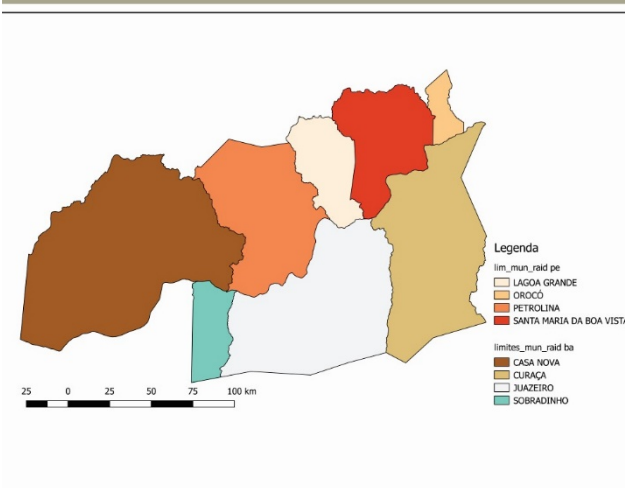 Legenda
lim_mun_raid pe
LAGOA GRANDE
OROCÓ
PETROLINA
SANTA MARIA DA BOA VISTA
limites_mun_raid ba
CASA NOVA
CURAÇA
JUAZEIRO
SOBRADINHO
25 0 25 50 75 100 km